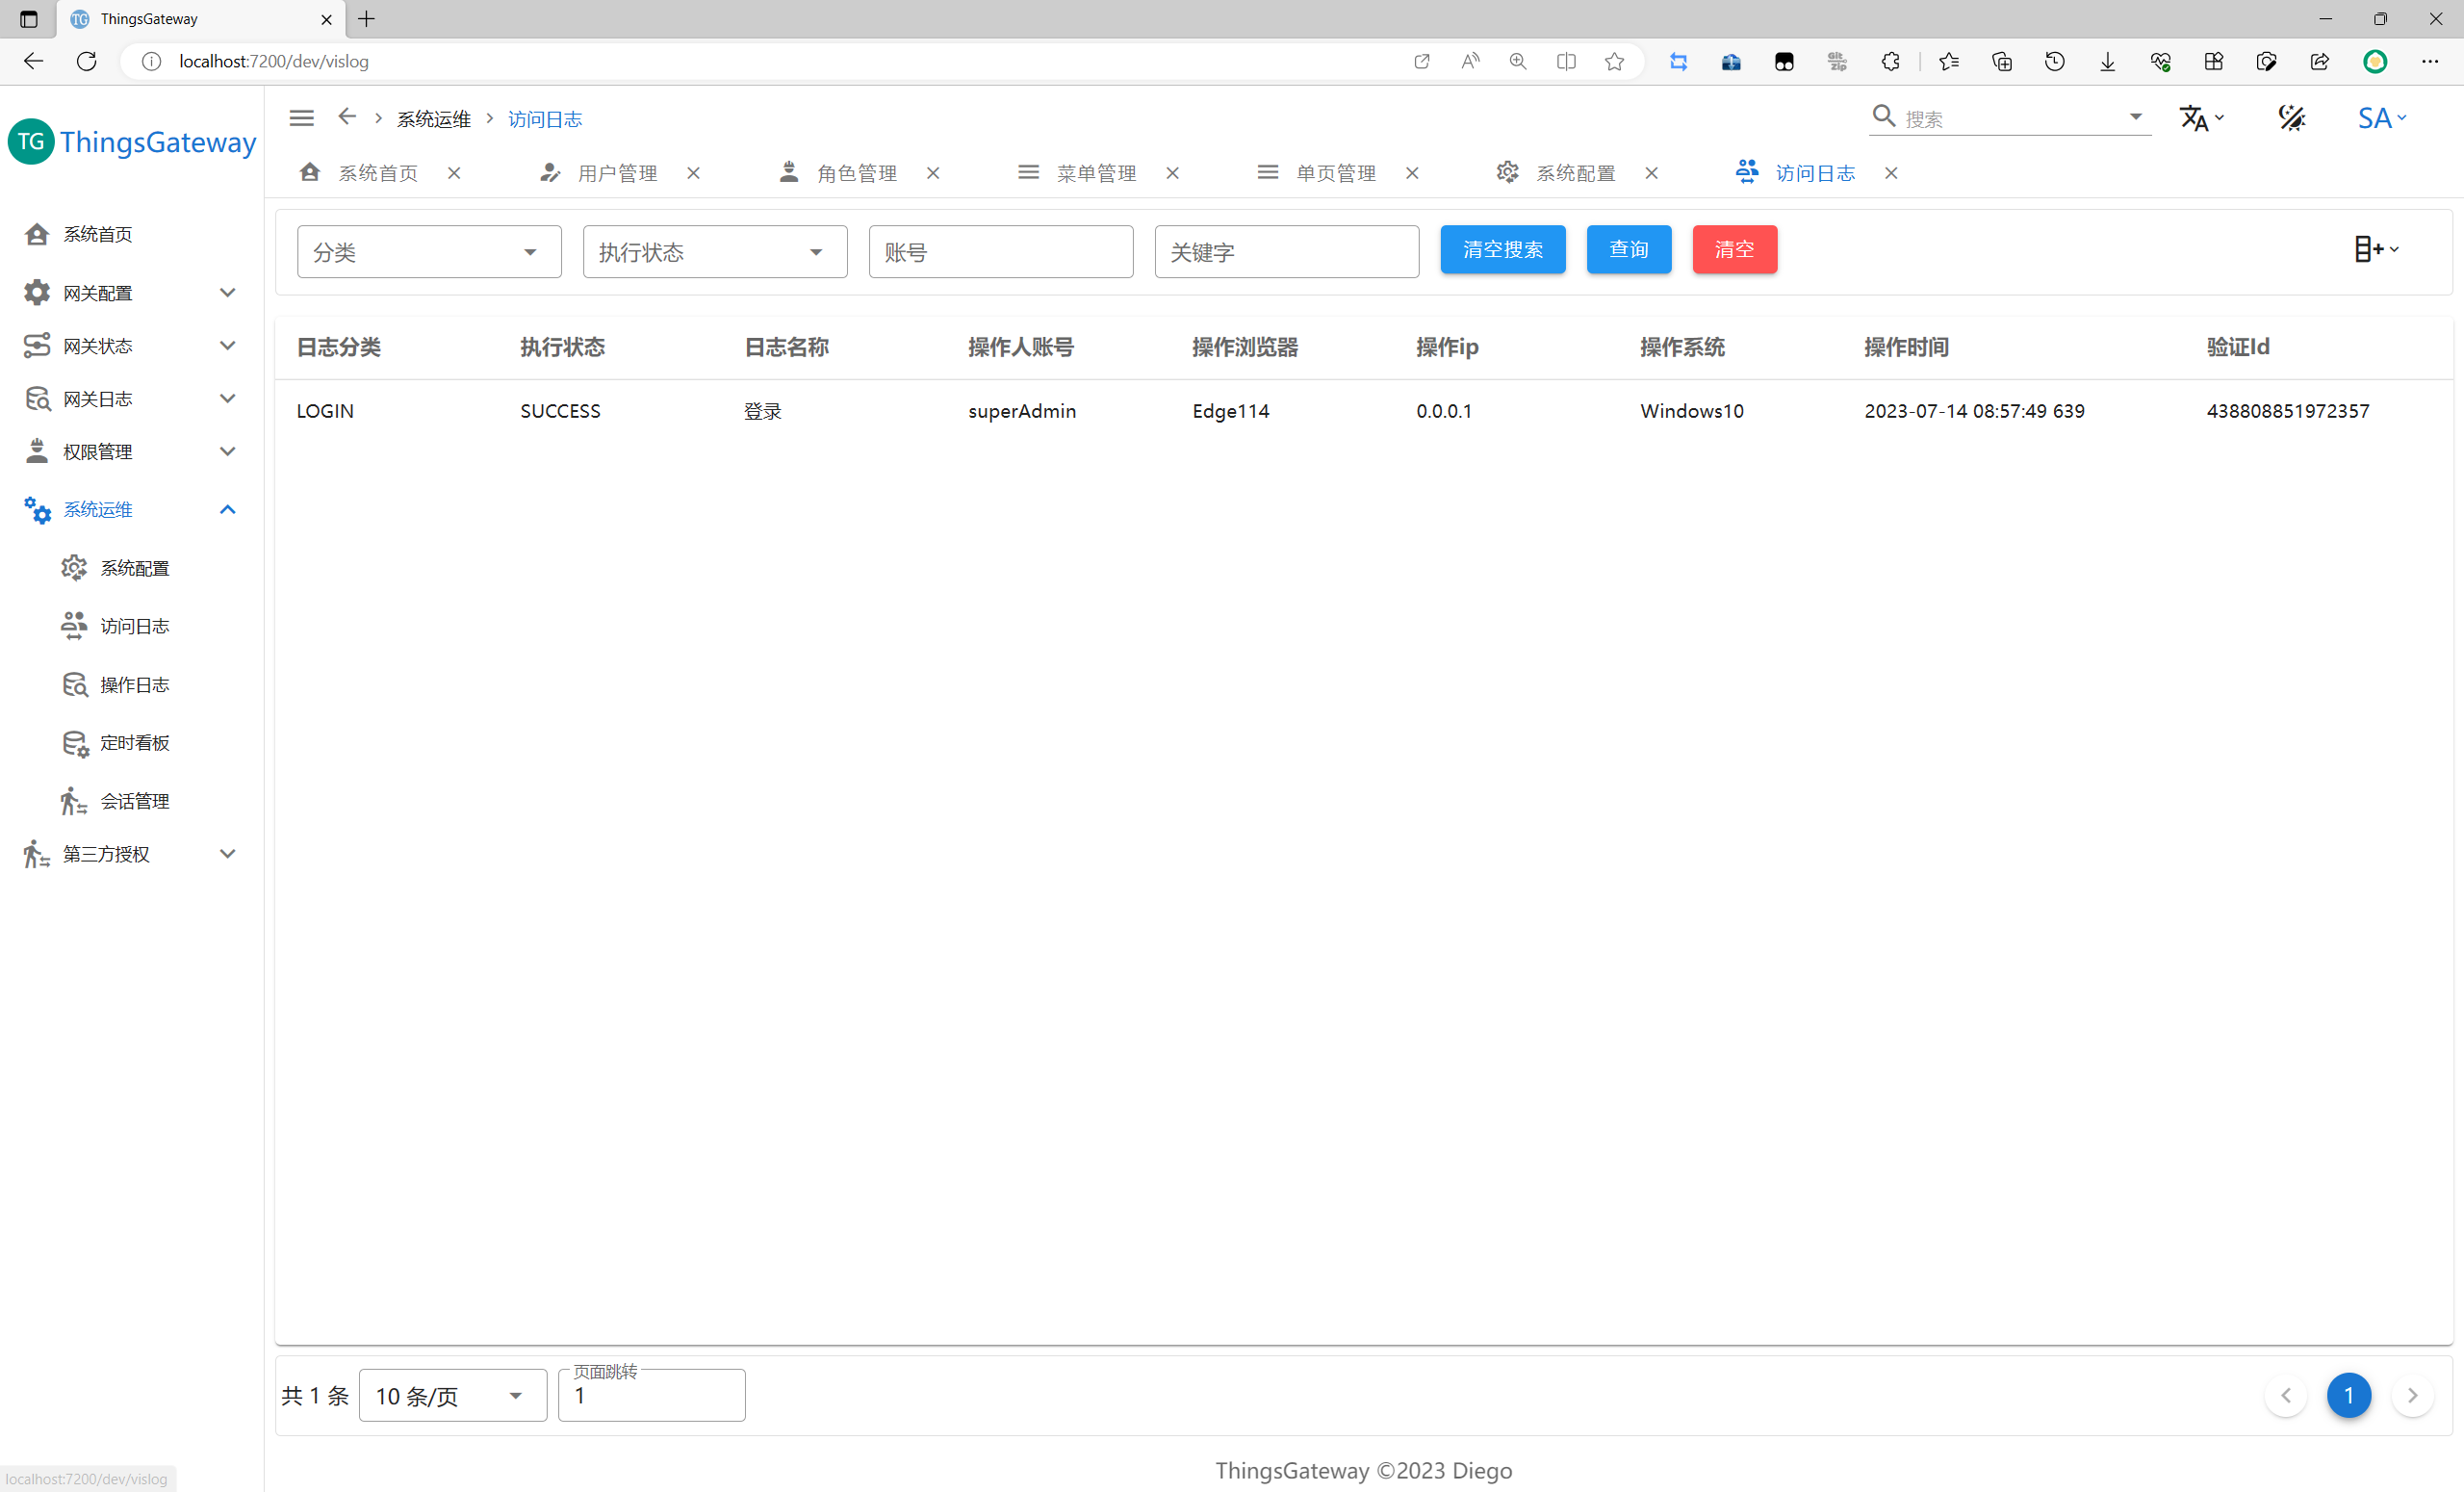 ThingsGateway
localhost:7200/dev/vislog
TG ThingsGateway
系统运维 访问日志
搜索
SA
系统首页 用户管理 角色管理 菜单管理 单页管理 系统配置 访问日志
系统首页
网关配置
网关状态
网关日志
权限管理
系统运维
系统配置
访问日志
操作日志
定时看板
会话管理
第三方授权
分类 执行状态 账号 关键字 清空搜索 查询 清空
日志分类 执行状态 日志名称 操作人账号 操作浏览器 操作ip 操作系统 操作时间 验证Id
LOGIN SUCCESS 登录 superAdmin Edge114 0.0.0.1 Windows10 2023-07-14 08:57:49 639 438808851972357
页面跳转
共 1 条 10 条/页 1 1
ThingsGateway ©2023 Diego
localhost:7200/dev/vislog